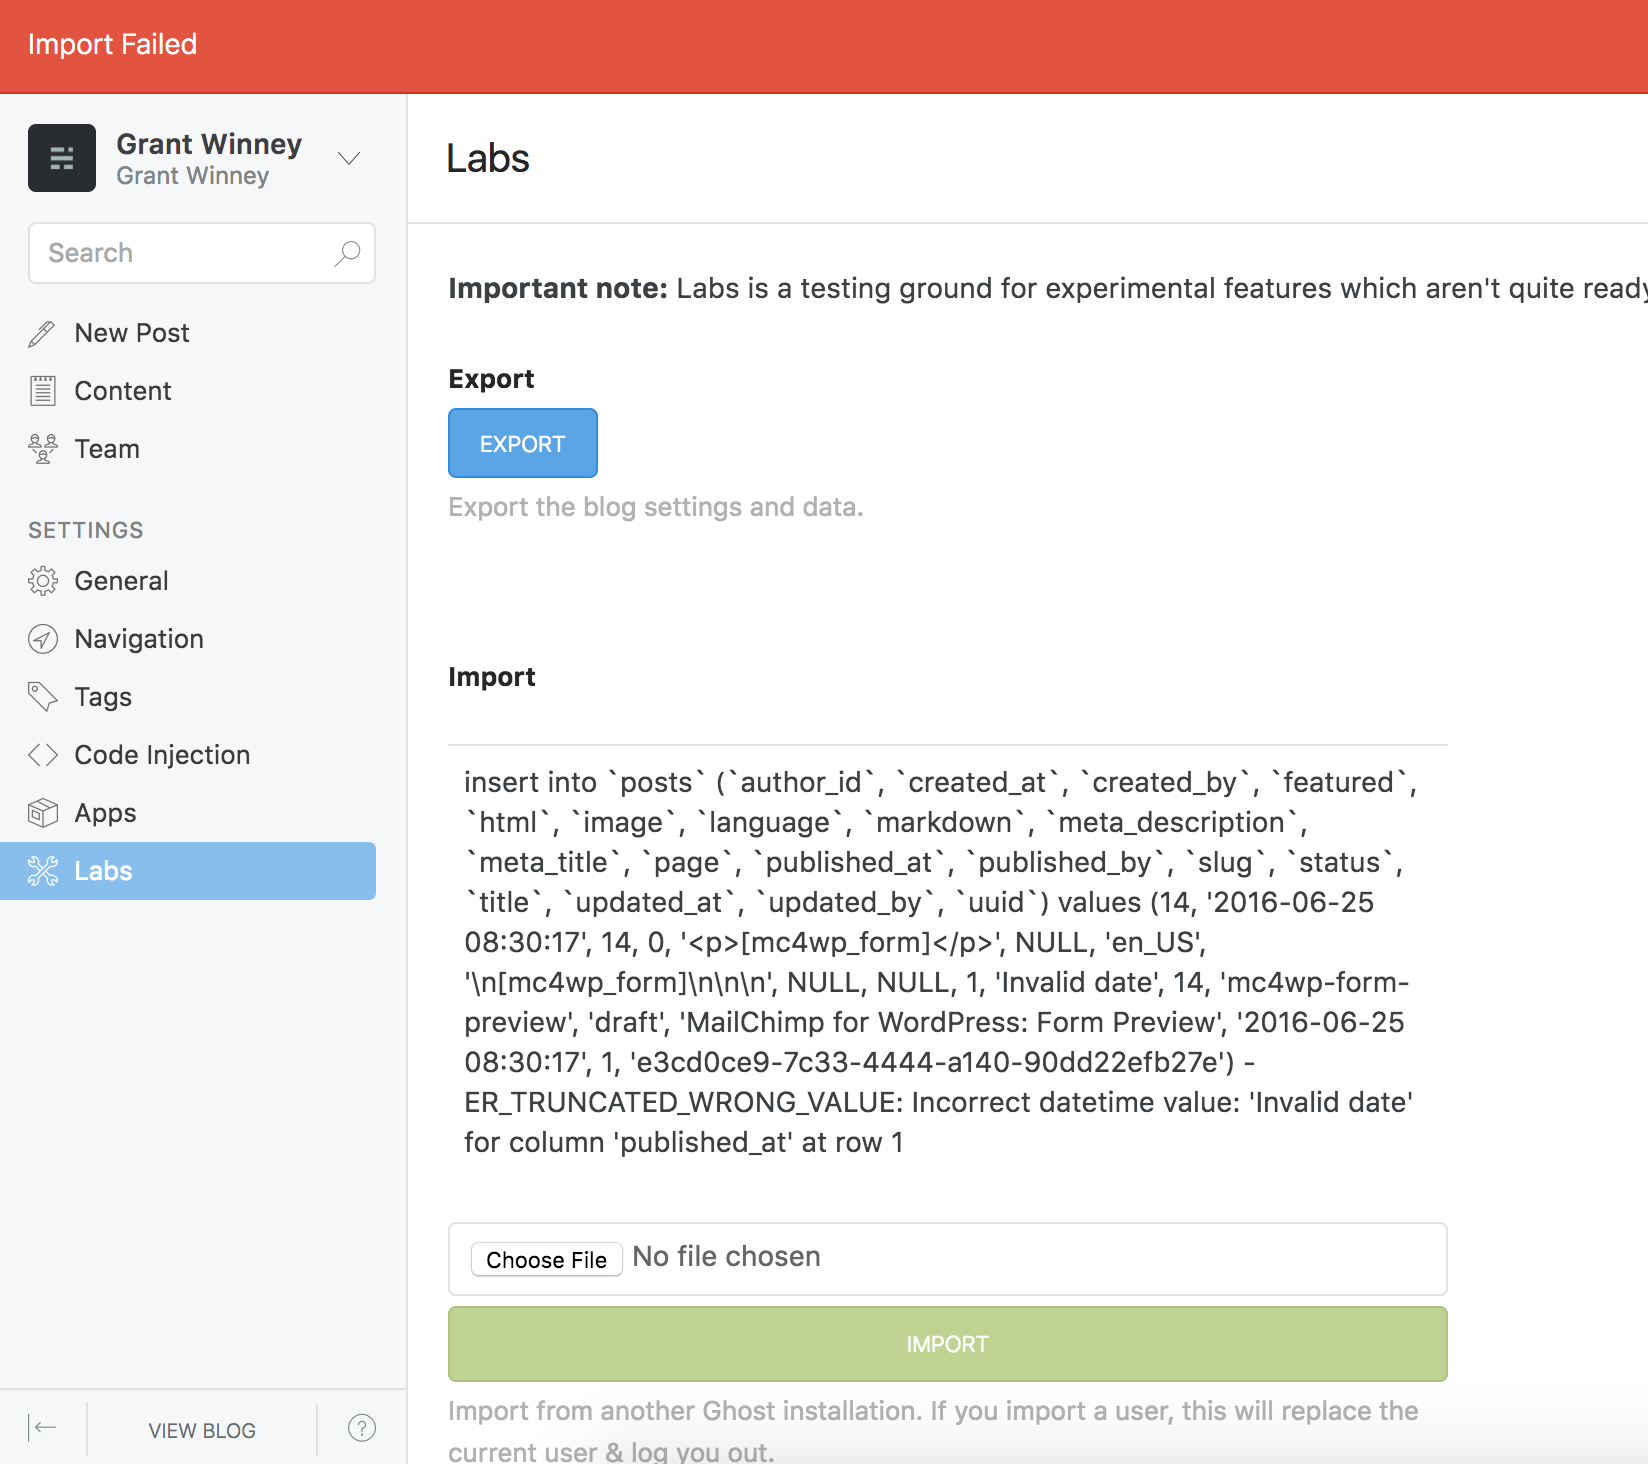 Import Failed
Grant Winney
Grant Winney
Search
New Post
Content
Team
SETTINGS
General
Navigation
Tags
Code Injection
Apps
Labs
VIEW BLOG
?
Labs
Important note: Labs is a testing ground for experimental features which aren't quite ready
Export
EXPORT
Export the blog settings and data.
Import
insert into `posts` (`author_id`, `created_at`, `created_by`, `featured`,
`html`, `image`, `language`, `markdown`, `meta_description`,
`meta_title`, `page`, `published_at`, `published_by`, `slug`, `status`,
`title`, `updated_at`, `updated_by`, `uuid`) values (14, '2016-06-25
08:30:17', 14, 0, '<p>[mc4wp_form]</p>', NULL, 'en_US',
'\n[mc4wp_form]\n\n\n', NULL, NULL, 1, 'Invalid date', 14, 'mc4wp-form-
preview', 'draft', 'MailChimp for WordPress: Form Preview', '2016-06-25
08:30:17', 1, 'e3cd0ce9-7c33-4444-a140-90dd22efb27e') -
ER_TRUNCATED_WRONG_VALUE: Incorrect datetime value: 'Invalid date'
for column 'published_at' at row 1
Choose File No file chosen
IMPORT
Import from another Ghost installation. If you import a user, this will replace the
current user & log you out.